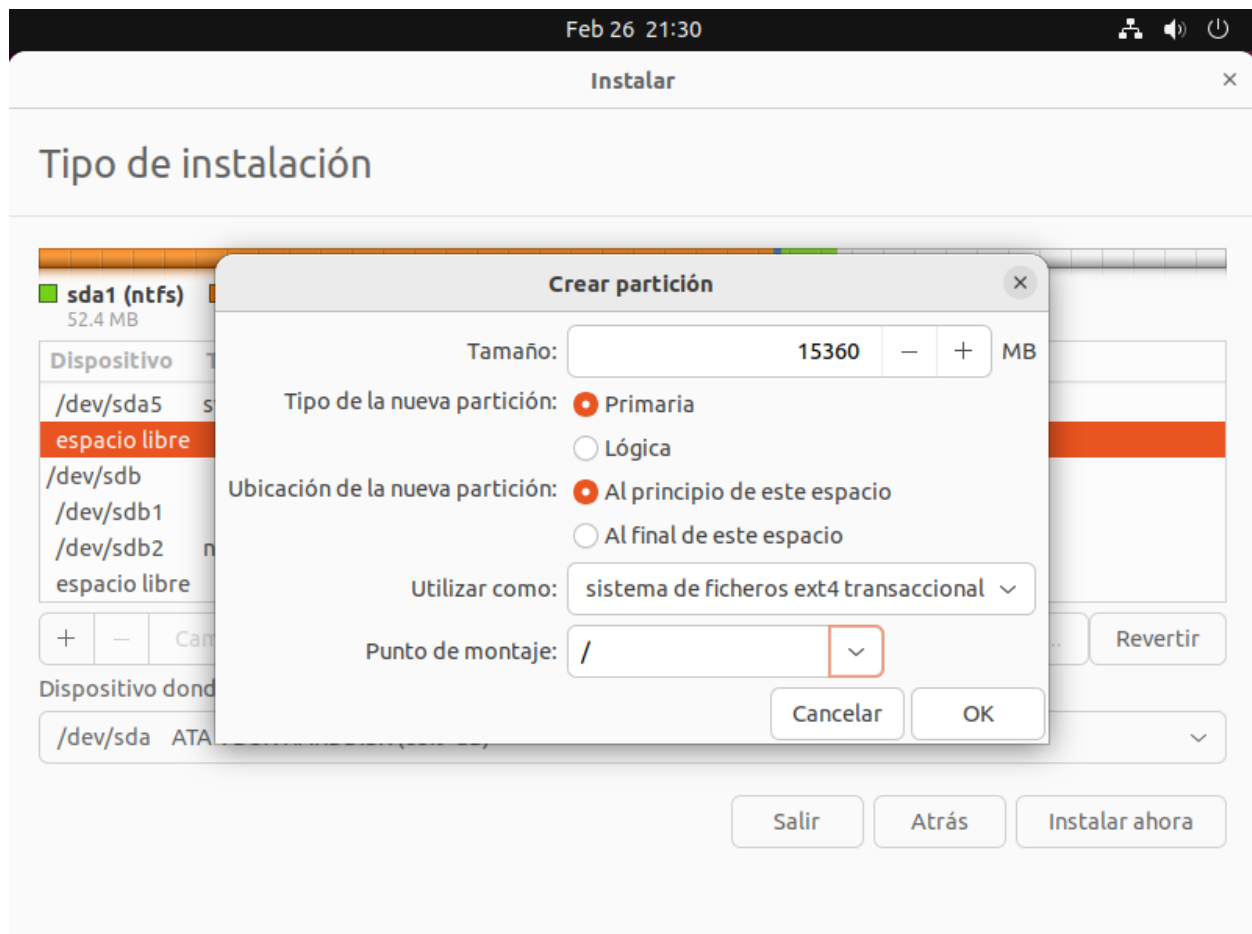 Feb 26 21:30
Instalar
Tipo de instalación
sda1 (ntfs)
52.4 MB
Dispositivo
/dev/sda5
espacio libre
/dev/sdb
/dev/sdb1
/dev/sdb2
espacio libre
Crear partición
Tamaño: 15360 MB
Tipo de la nueva partición: Primaria
Lógica
Ubicación de la nueva partición: Al principio de este espacio
Al final de este espacio
Utilizar como: sistema de ficheros ext4 transaccional
Punto de montaje: /
Cancelar OK
+ – Revertir
Dispositivo
/dev/sda ATA
Salir Atrás Instalar ahora